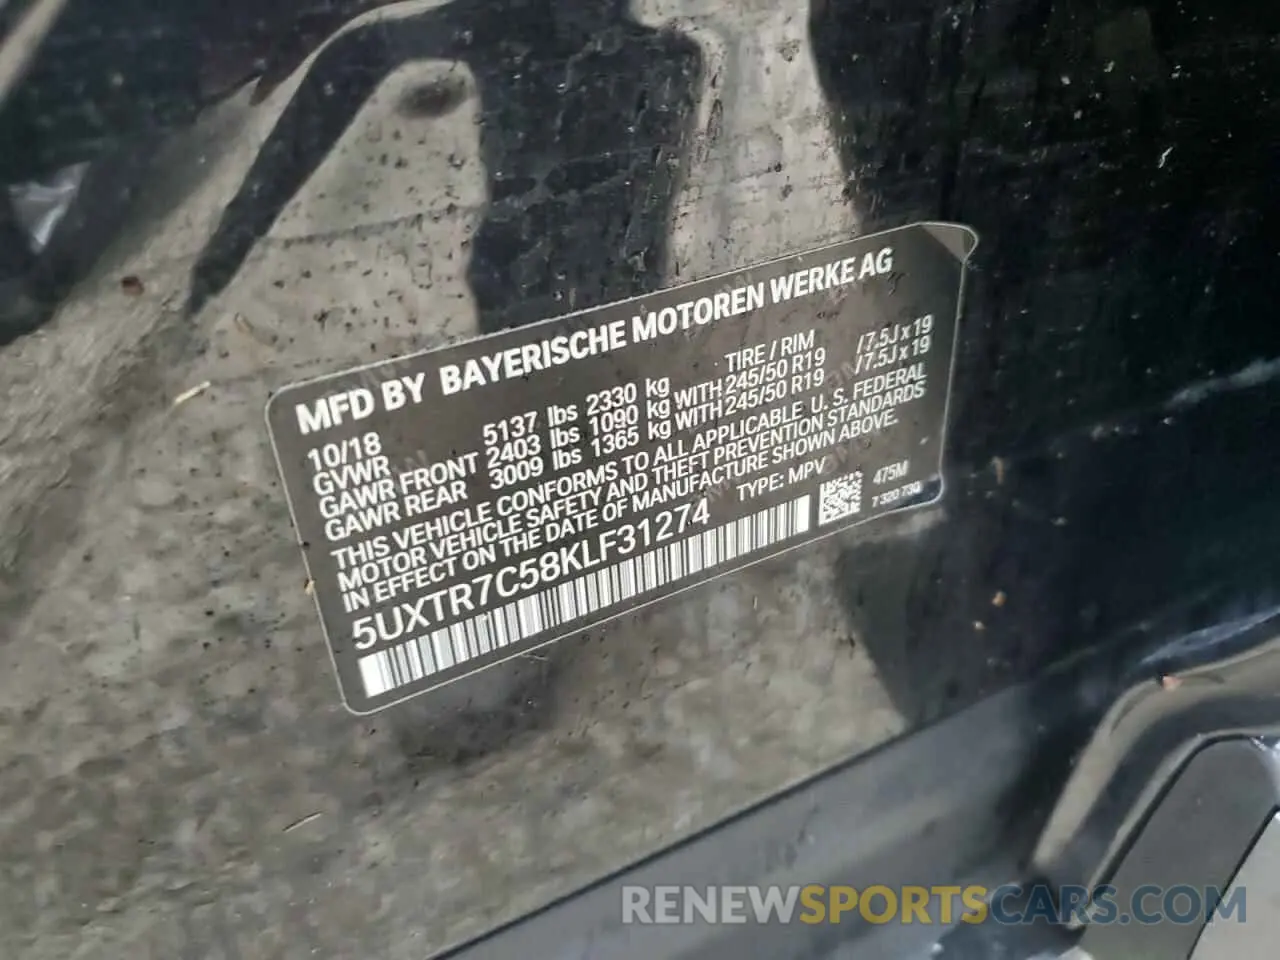 MFD BY BAYERISCHE MOTOREN WERKE AG
10/18 TIRE / RIM
GVWR 5137 lbs 2330 kg
GAWR FRONT 2403 lbs 1090 kg WITH 245/50 R19 / 7.5J x 19
GAWR REAR 3009 lbs 1365 kg WITH 245/50 R19 / 7.5J x 19
THIS VEHICLE CONFORMS TO ALL APPLICABLE U. S. FEDERAL
MOTOR VEHICLE SAFETY AND THEFT PREVENTION STANDARDS
IN EFFECT ON THE DATE OF MANUFACTURE SHOWN ABOVE.
5UXTR7C58KLF31274 TYPE: MPV 475M
7 320 730
RENEWSPORTSCARS.COM